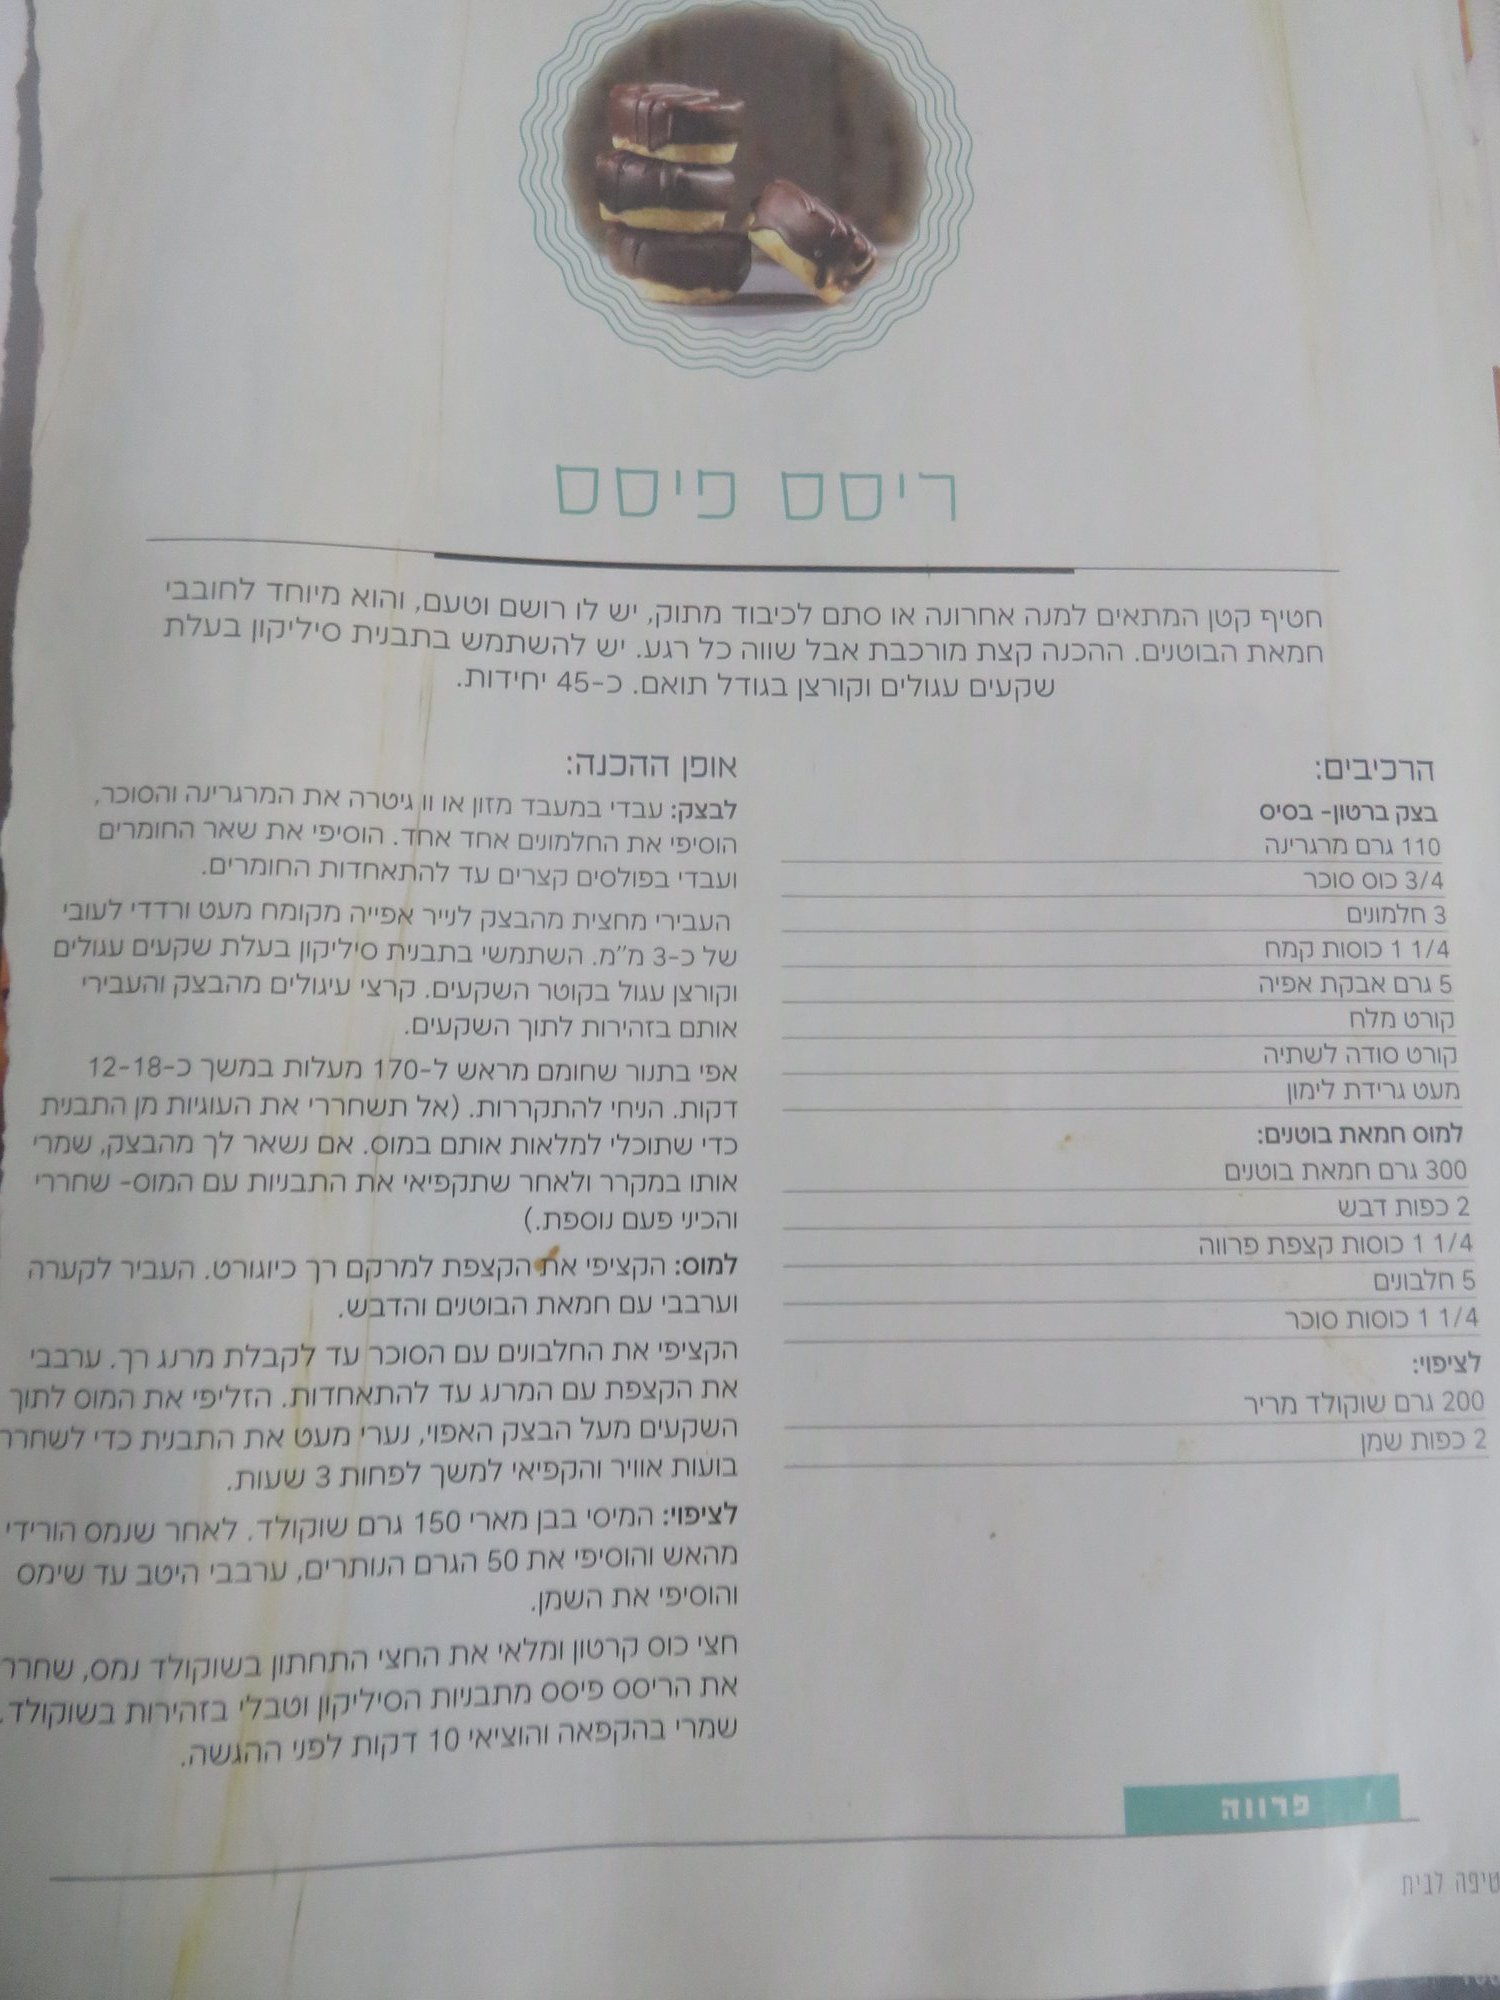 ריסס פיסס
חטיף קטן המתאים למנה אחרונה או סתם לכיבוד מתוק, יש לו רושם וטעם, והוא מיוחד לחובבי
חמאת הבוטנים. ההכנה קצת מורכבת אבל שווה כל רגע. יש להשתמש בתבנית סיליקון בעלת
שקעים עגולים וקורצן בגודל תואם. כ-45 יחידות.
הרכיבים:
בצק ברטון- בסיס
110 גרם מרגרינה
3/4 כוס סוכר
3 חלמונים
1 1/4 כוסות קמח
5 גרם אבקת אפיה
קורט מלח
קורט סודה לשתיה
מעט גרידת לימון
למוס חמאת בוטנים:
300 גרם חמאת בוטנים
2 כפות דבש
1 1/4 כוסות קצפת פרווה
5 חלבונים
1 1/4 כוסות סוכר
לציפוי:
200 גרם שוקולד מריר
2 כפות שמן
אופן ההכנה:
לבצק: עבדי במעבד מזון או וו גיטרה את המרגרינה והסוכר,
הוסיפי את החלמונים אחד אחד. הוסיפי את שאר החומרים
ועבדי בפולסים קצרים עד להתאחדות החומרים.
העבירי מחצית מהבצק לנייר אפייה מקומח מעט ורדדי לעובי
של כ-3 מ"מ. השתמשי בתבנית סיליקון בעלת שקעים עגולים
וקורצן עגול בקוטר השקעים. קרצי עיגולים מהבצק והעבירי
אותם בזהירות לתוך השקעים.
אפי בתנור שחומם מראש ל-170 מעלות במשך כ-12-18
דקות. הניחי להתקררות. (אל תשחררי את העוגיות מן התבנית
כדי שתוכלי למלאות אותם במוס. אם נשאר לך מהבצק, שמרי
אותו במקרר ולאחר שתקפיאי את התבניות עם המוס- שחררי
והכיני פעם נוספת.)
למוס: הקציפי את הקצפת למרקם רך כיוגורט. העביר לקערה
וערבבי עם חמאת הבוטנים והדבש.
הקציפי את החלבונים עם הסוכר עד לקבלת מרנג רך. ערבבי
את הקצפת עם המרנג עד להתאחדות. הזליפי את המוס לתוך
השקעים מעל הבצק האפוי, נערי מעט את התבנית כדי לשחרר
בועות אוויר והקפיאי למשך לפחות 3 שעות.
לציפוי: המיסי בבן מארי 150 גרם שוקולד. לאחר שנמס הורידי
מהאש והוסיפי את 50 הגרם הנותרים, ערבבי היטב עד שימס
והוסיפי את השמן.
חצי כוס קרטון ומלאי את החצי התחתון בשוקולד נמס, שחרר
את הריסס פיסס מתבניות הסיליקון וטבלי בזהירות בשוקולד.
שמרי בהקפאה והוציאי 10 דקות לפני ההגשה.
פרווה
טיפה לבית